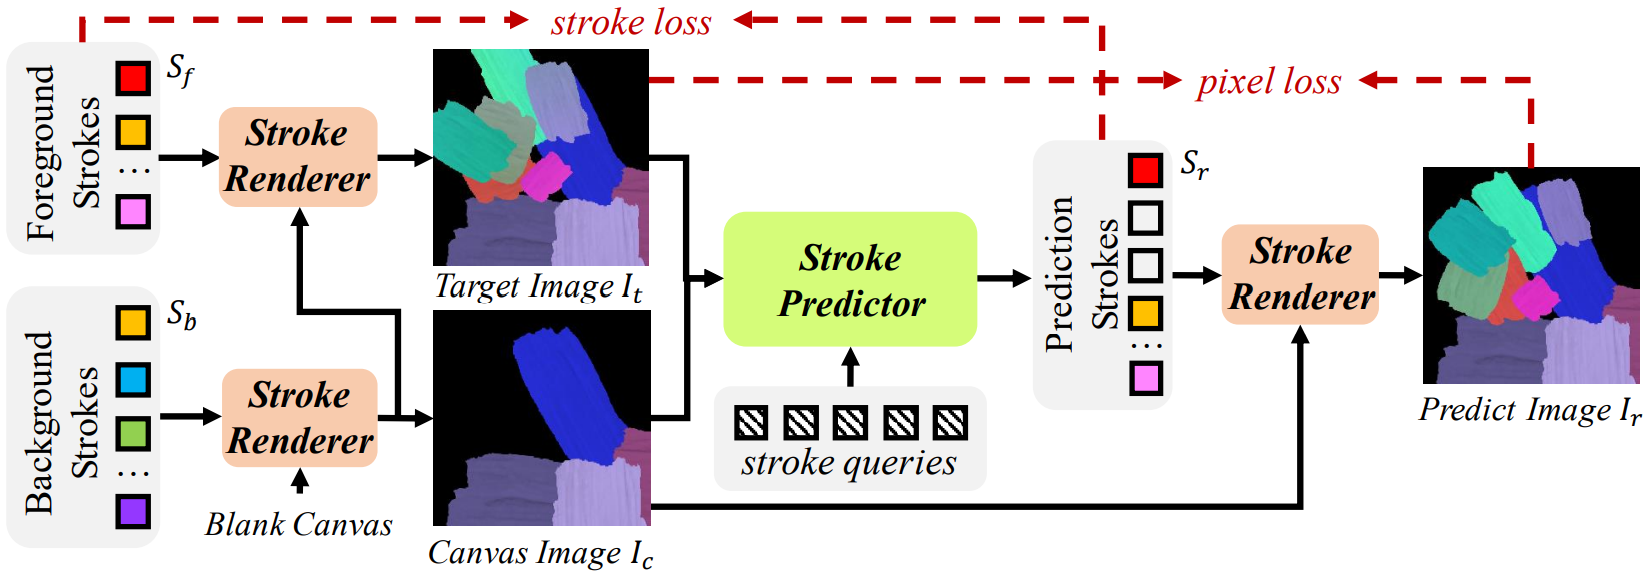 stroke loss
pixel loss
Foreground
Strokes
S_f
...
Stroke
Renderer
Target Image I_t
Background
Strokes
S_b
...
Stroke
Renderer
Blank Canvas
Canvas Image I_c
Stroke
Predictor
stroke queries
Prediction
Strokes
S_r
...
Stroke
Renderer
Predict Image I_r